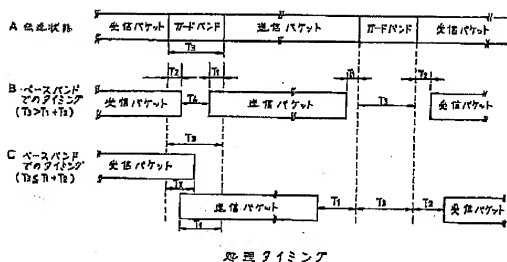 A 伝送状態 受信パケット ガードバンド 送信パケット ガードバンド 受信パケット
T3
T2 T1 T1 T2
B ベースバンドでのタイミング (T3>T1+T2) 受信パケット T6 送信パケット T3 受信パケット
T3
C ベースバンドでのタイミング (T3≦T1+T2) 受信パケット
T2
送信パケット T1 T3 T2 受信パケット
T1
処理タイミング